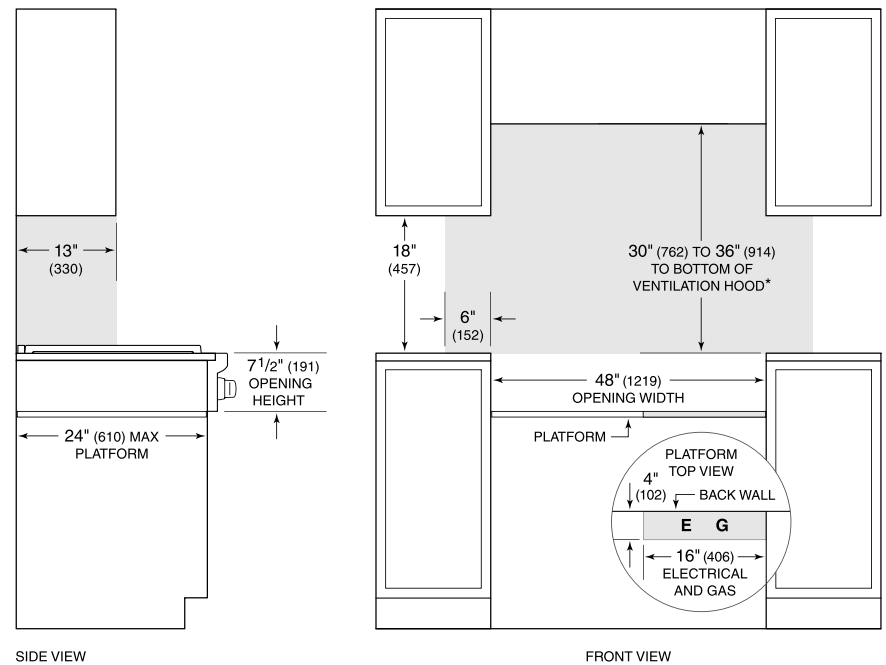 13"
(330)
7 1/2" (191)
OPENING
HEIGHT
24" (610) MAX
PLATFORM
SIDE VIEW
18"
(457)
6"
(152)
30" (762) TO 36" (914)
TO BOTTOM OF
VENTILATION HOOD*
48" (1219)
OPENING WIDTH
PLATFORM
PLATFORM
TOP VIEW
4"
(102)
BACK WALL
E G
16" (406)
ELECTRICAL
AND GAS
FRONT VIEW